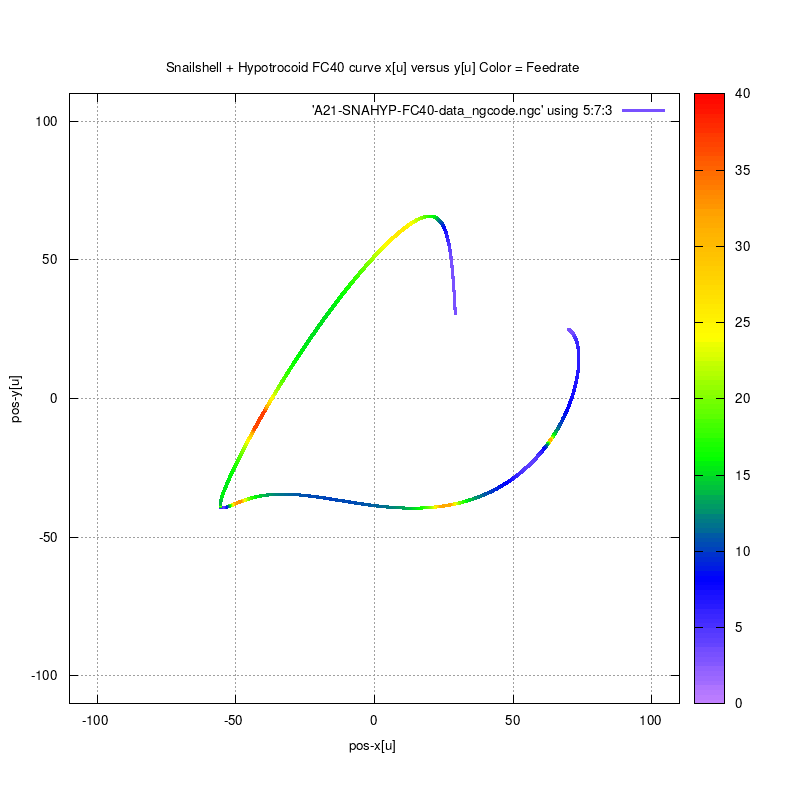 Snailshell + Hypotrocoid FC40 curve x[u] versus y[u] Color = Feedrate
'A21-SNAHYP-FC40-data_ngcode.ngc' using 5:7:3
100
50
0
-50
-100
pos-y[u]
-100 -50 0 50 100
pos-x[u]
40
35
30
25
20
15
10
5
0